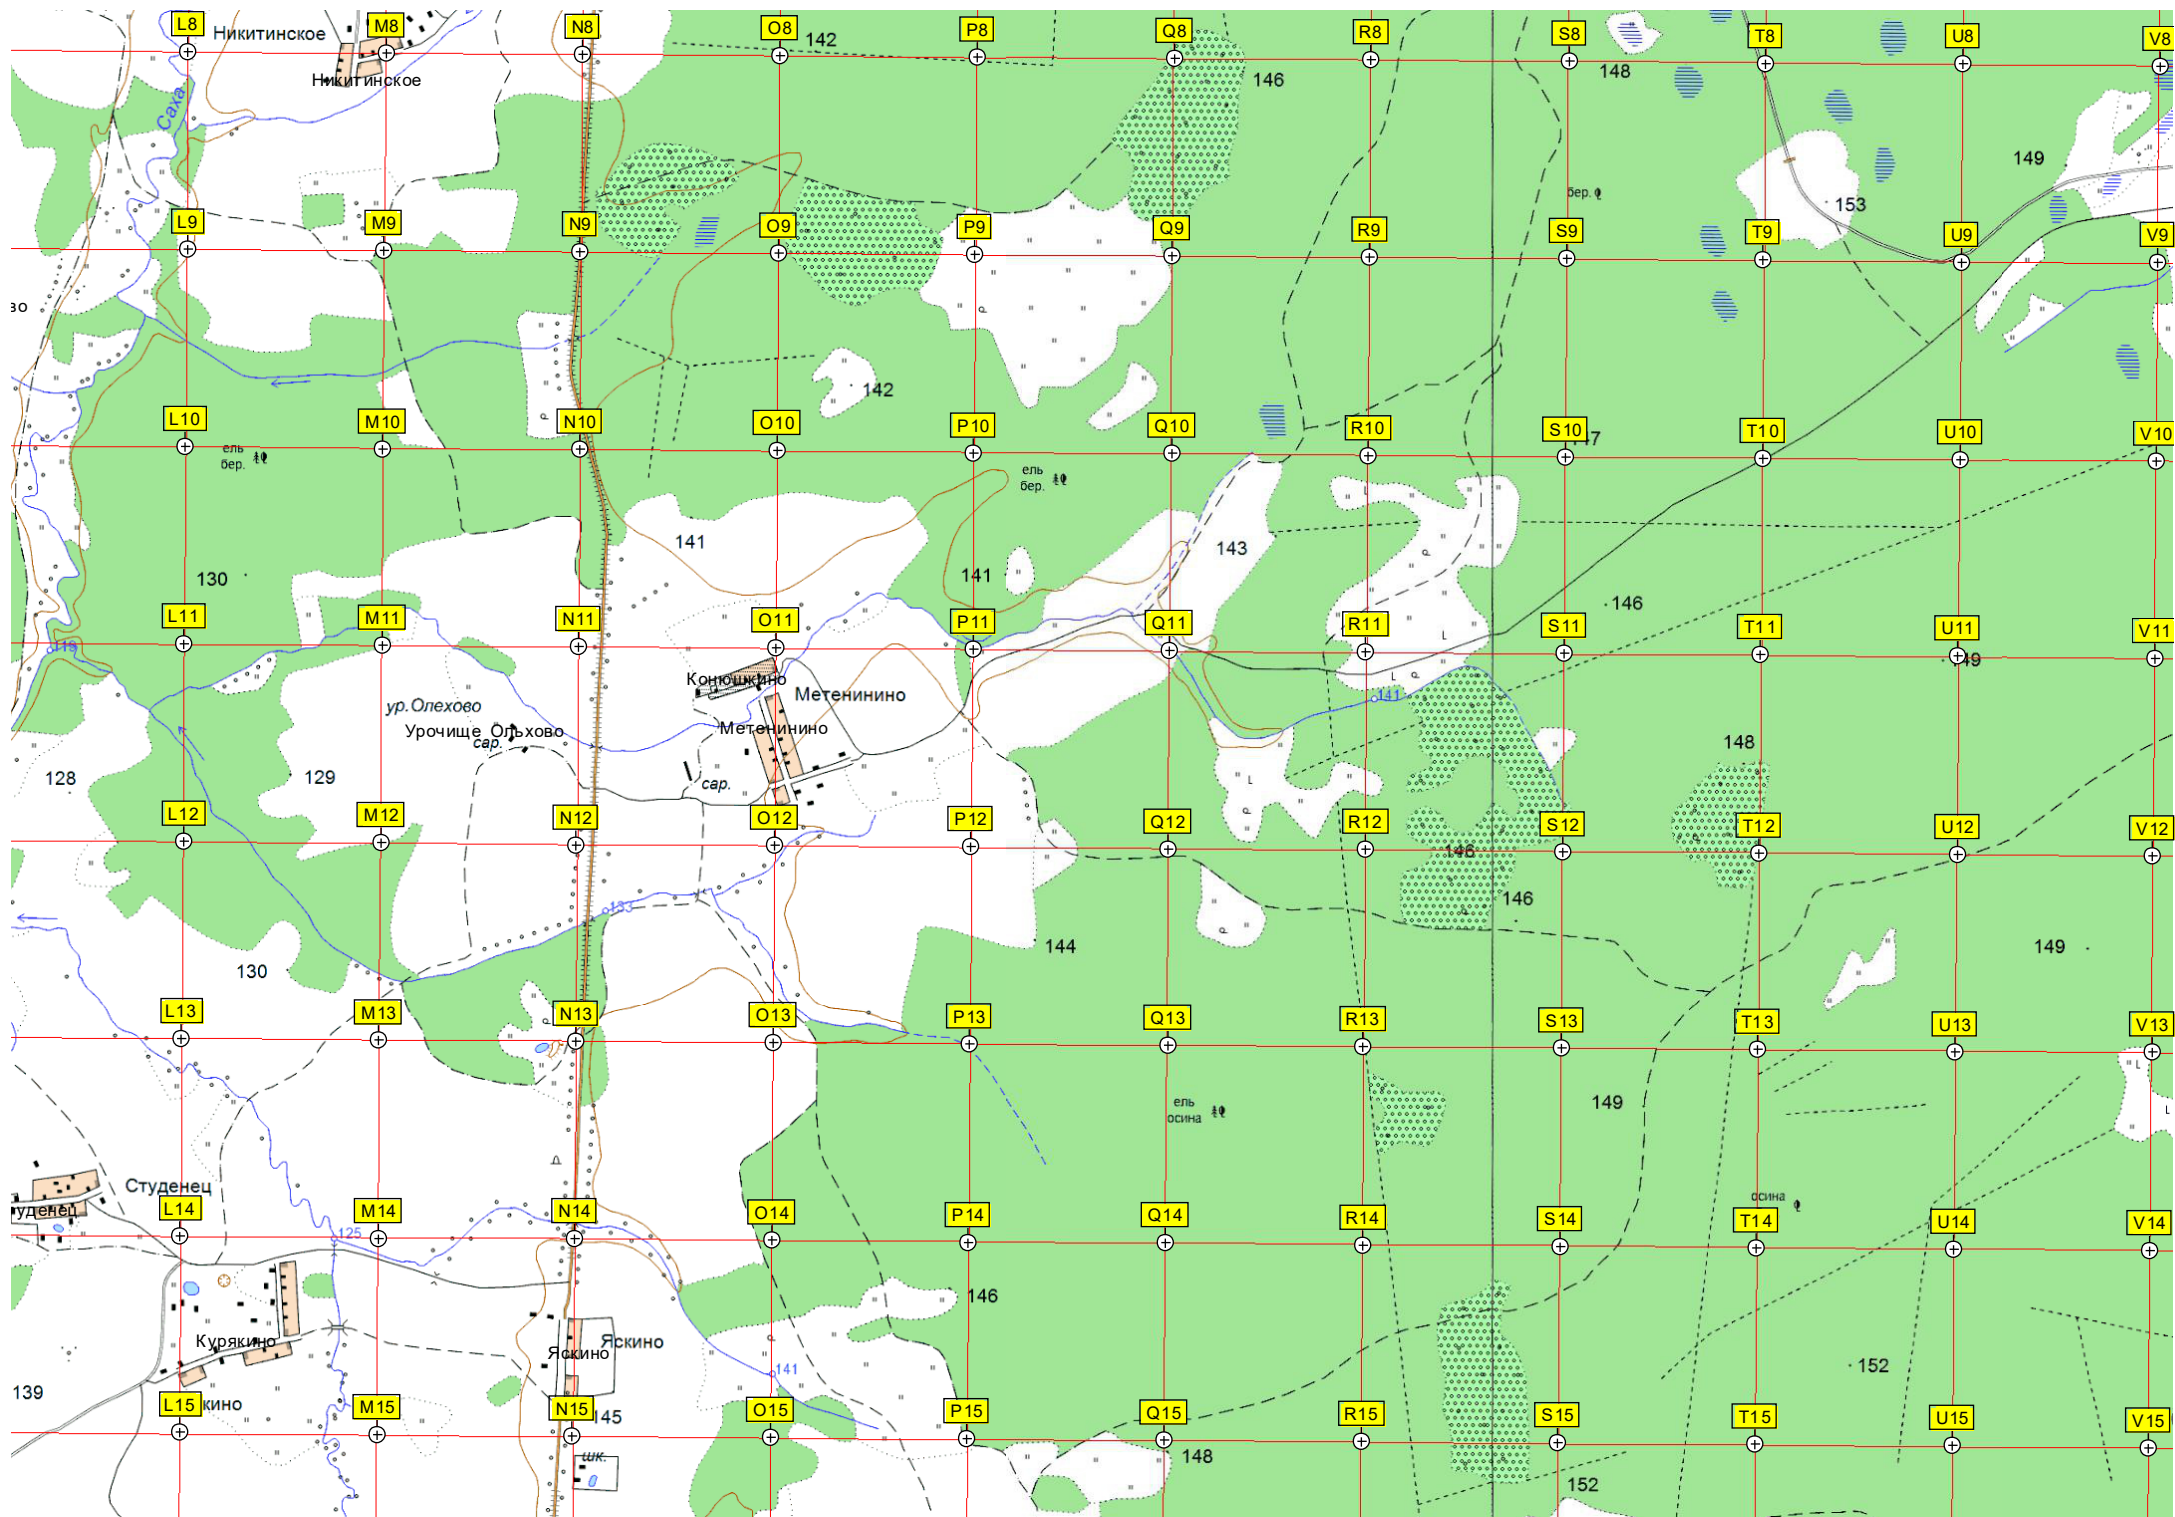 L8
M8
N8
O8
P8
Q8
R8
S8
T8
U8
V8
Никитинское
142
146
148
Никитинское
Саха
149
бер.
153
L9
M9
N9
O9
P9
Q9
R9
S9
T9
U9
V9
во
142
L10
M10
N10
O10
P10
Q10
R10
S10
T10
U10
V10
ель
бер.
ель
бер.
141
143
130
141
146
L11
M11
N11
O11
P11
Q11
R11
S11
T11
U11
V11
119
Конюшкино
Метенинино
141
ур.Олехово
Урочище Ольхово
сар.
Метенинино
148
128
129
сар.
L12
M12
N12
O12
P12
Q12
R12
S12
T12
U12
V12
146
146
133
144
149
130
L13
M13
N13
O13
P13
Q13
R13
S13
T13
U13
V13
ель
осина
149
Студенец
уденец
осина
L14
M14
N14
O14
P14
Q14
R14
S14
T14
U14
V14
125
146
Курякино
Яскино
Яскино
141
152
139
L15
кино
M15
N15
145
O15
P15
Q15
R15
S15
T15
U15
V15
шк.
148
152